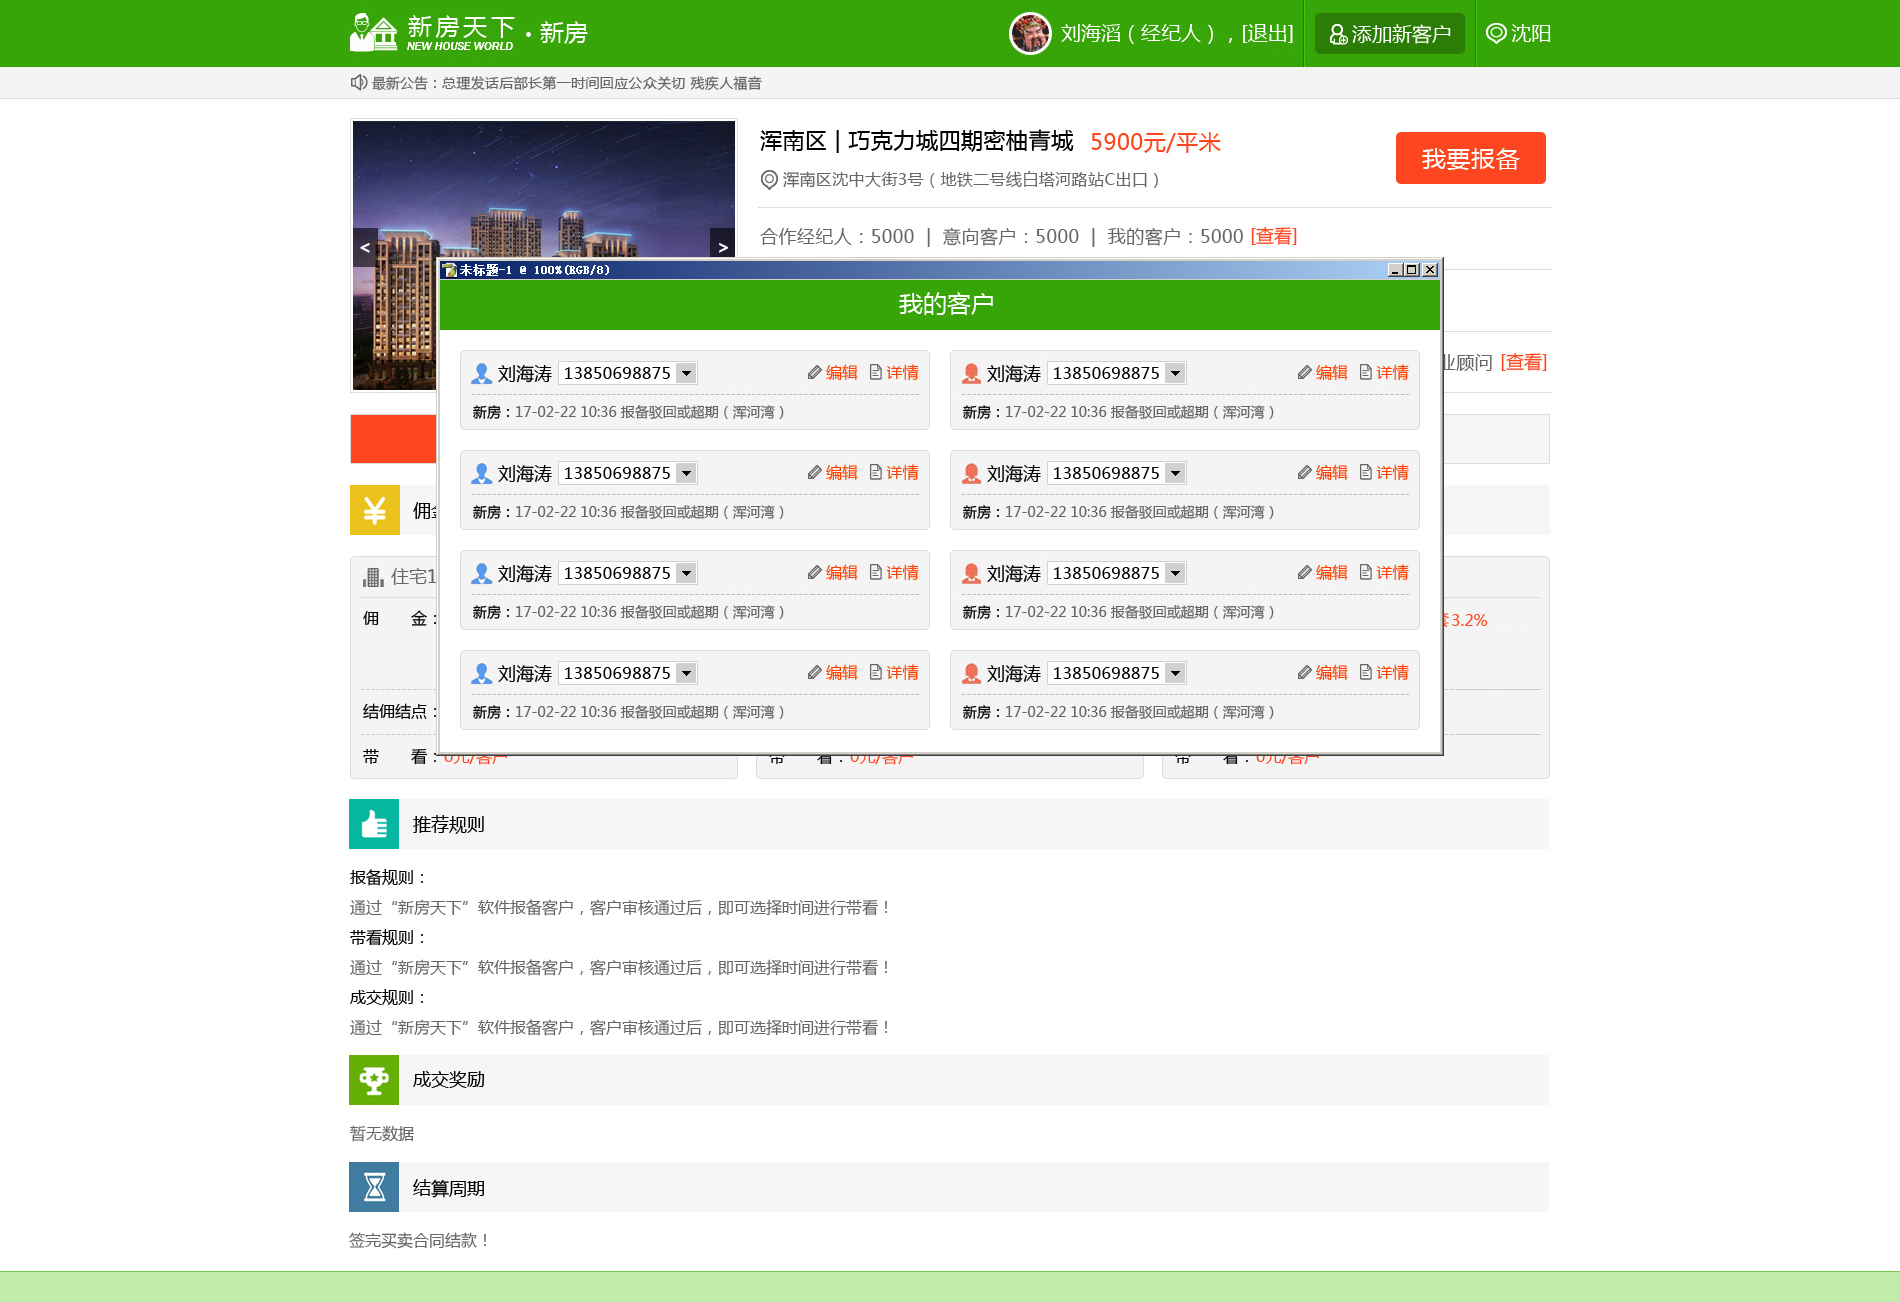 新房天下
NEW HOUSE WORLD
· 新房
刘海滔（经纪人），[退出]
添加新客户
沈阳
最新公告：总理发话后部长第一时间回应公众关切 残疾人福音
浑南区 | 巧克力城四期密柚青城 5900元/平米
我要报备
浑南区沈中大街3号（地铁二号线白塔河路站C出口）
合作经纪人：5000 | 意向客户：5000 | 我的客户：5000 [查看]
< >
未标题-1 @ 100%(RGB/8)
我的客户
业顾问 [查看]
刘海涛 13850698875 编辑 详情
新房：17-02-22 10:36 报备驳回或超期（浑河湾）
刘海涛 13850698875 编辑 详情
新房：17-02-22 10:36 报备驳回或超期（浑河湾）
刘海涛 13850698875 编辑 详情
新房：17-02-22 10:36 报备驳回或超期（浑河湾）
刘海涛 13850698875 编辑 详情
新房：17-02-22 10:36 报备驳回或超期（浑河湾）
刘海涛 13850698875 编辑 详情
新房：17-02-22 10:36 报备驳回或超期（浑河湾）
刘海涛 13850698875 编辑 详情
新房：17-02-22 10:36 报备驳回或超期（浑河湾）
刘海涛 13850698875 编辑 详情
新房：17-02-22 10:36 报备驳回或超期（浑河湾）
刘海涛 13850698875 编辑 详情
新房：17-02-22 10:36 报备驳回或超期（浑河湾）
¥ 佣金
住宅1
佣 金：
3.2%
结佣结点：
带 看：0元/客户
带 看：0元/客户
带 看：0元/客户
推荐规则
报备规则：
通过“新房天下”软件报备客户，客户审核通过后，即可选择时间进行带看！
带看规则：
通过“新房天下”软件报备客户，客户审核通过后，即可选择时间进行带看！
成交规则：
通过“新房天下”软件报备客户，客户审核通过后，即可选择时间进行带看！
成交奖励
暂无数据
结算周期
签完买卖合同结款！